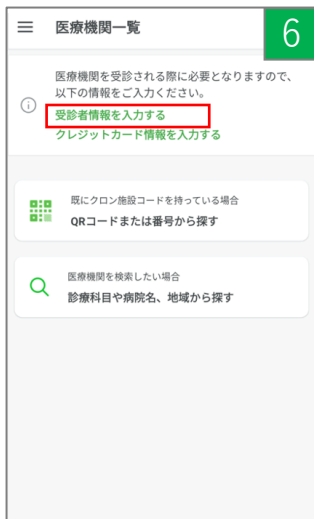 医療機関一覧
6
医療機関を受診される際に必要となりますので、
以下の情報をご入力ください。
受診者情報を入力する
クレジットカード情報を入力する
既にクロン施設コードを持っている場合
QRコードまたは番号から探す
医療機関を検索したい場合
診療科目や病院名、地域から探す